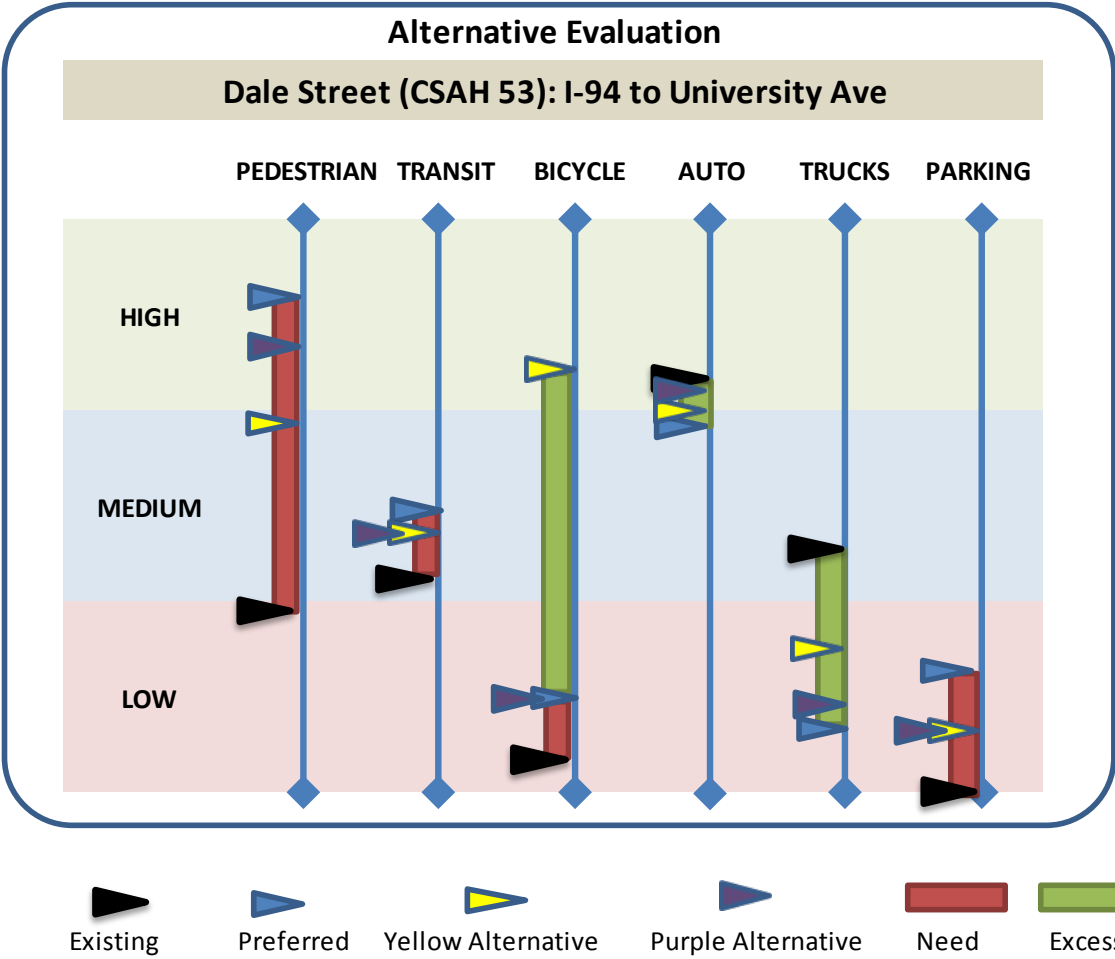 Alternative Evaluation
Dale Street (CSAH 53): I-94 to University Ave
PEDESTRIAN TRANSIT BICYCLE AUTO TRUCKS PARKING
HIGH
MEDIUM
LOW
Existing Preferred Yellow Alternative Purple Alternative Need Excess